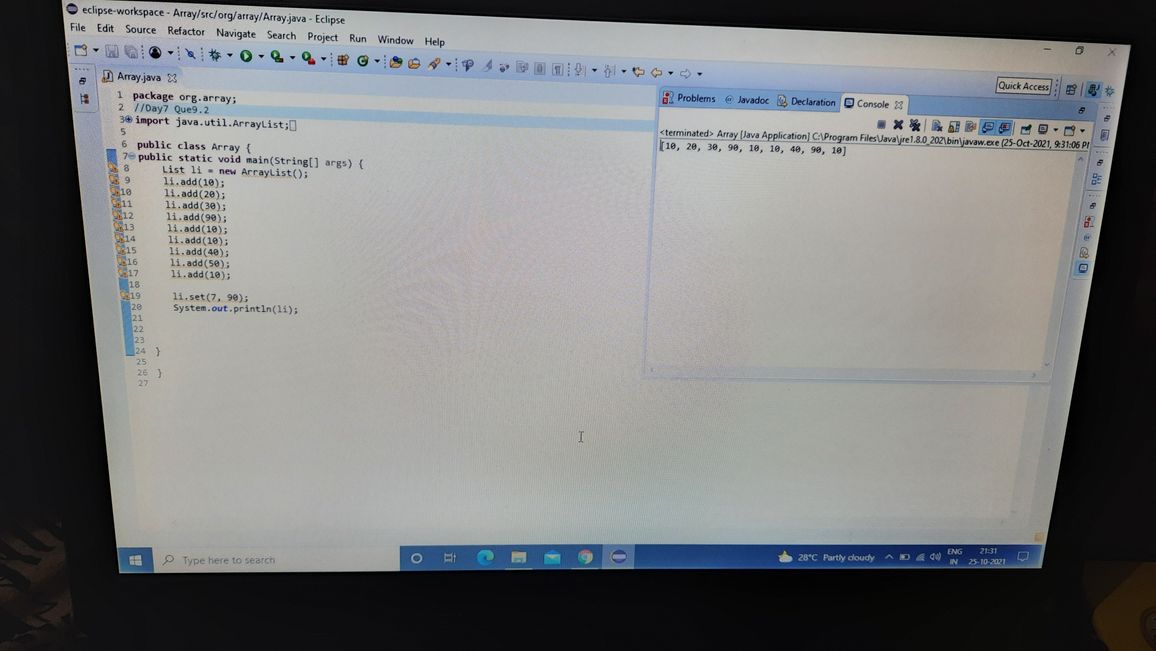 eclipse-workspace - Array/src/org/array/Array.java - Eclipse
File Edit Source Refactor Navigate Search Project Run Window Help
Quick Access
Array.java
1 package org.array;
2 //Day7 Que9.2
3 import java.util.ArrayList;
5
6 public class Array {
7 public static void main(String[] args) {
8 List li = new ArrayList();
9 li.add(10);
10 li.add(20);
11 li.add(30);
12 li.add(90);
13 li.add(10);
14 li.add(10);
15 li.add(40);
16 li.add(50);
17 li.add(10);
18
19 li.set(7, 90);
20 System.out.println(li);
21
22
23
24 }
25
26 }
27
Problems Javadoc Declaration Console
<terminated> Array [Java Application] C:\Program Files\Java\jre1.8.0_202\bin\javaw.exe (25-Oct-2021, 9:31:06 PM
[10, 20, 30, 90, 10, 10, 40, 90, 10]
Type here to search
28°C Partly cloudy
ENG
IN
21:31
25-10-2021